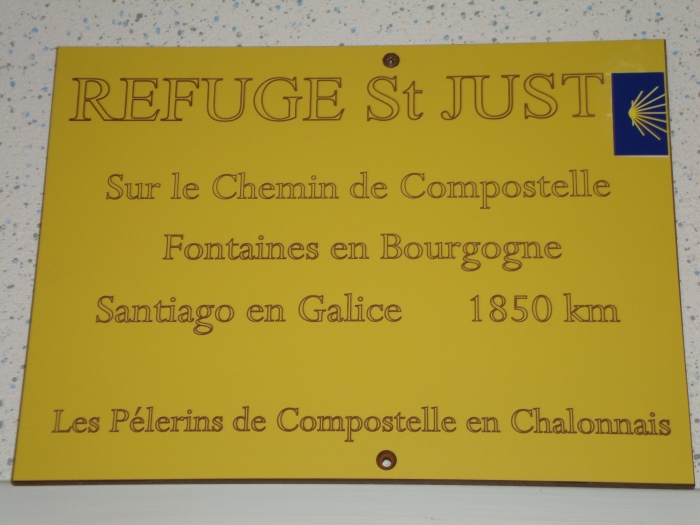 REFUGE St JUST
Sur le Chemin de Compostelle
Fontaines en Bourgogne
Santiago en Galice 1850 km
Les Pélerins de Compostelle en Chalonnais